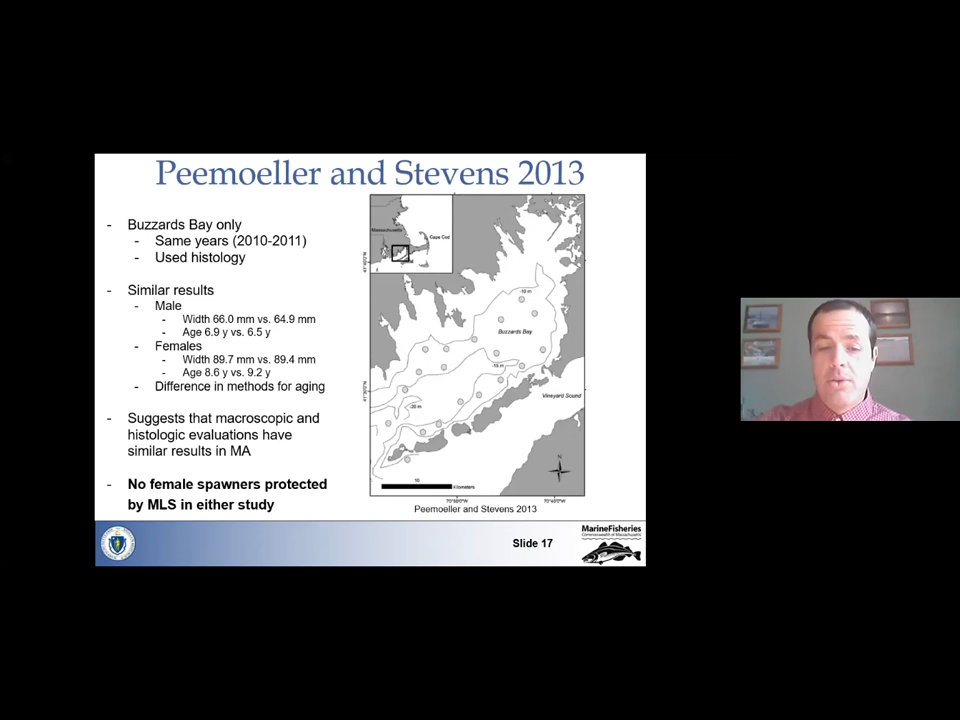 Peemoeller and Stevens 2013
- Buzzards Bay only
- Same years (2010-2011)
- Used histology
- Similar results
- Male
- Width 66.0 mm vs. 64.9 mm
- Age 6.9 y vs. 6.5 y
- Females
- Width 89.7 mm vs. 89.4 mm
- Age 8.6 y vs. 9.2 y
- Difference in methods for aging
- Suggests that macroscopic and
histologic evaluations have
similar results in MA
- No female spawners protected
by MLS in either study
Massachusetts
Cape Cod
-10 m
Buzzards Bay
-15 m
Vineyard Sound
-20 m
N
10
Kilometers
Peemoeller and Stevens 2013
Slide 17
MarineFisheries
Commonwealth of Massachusetts